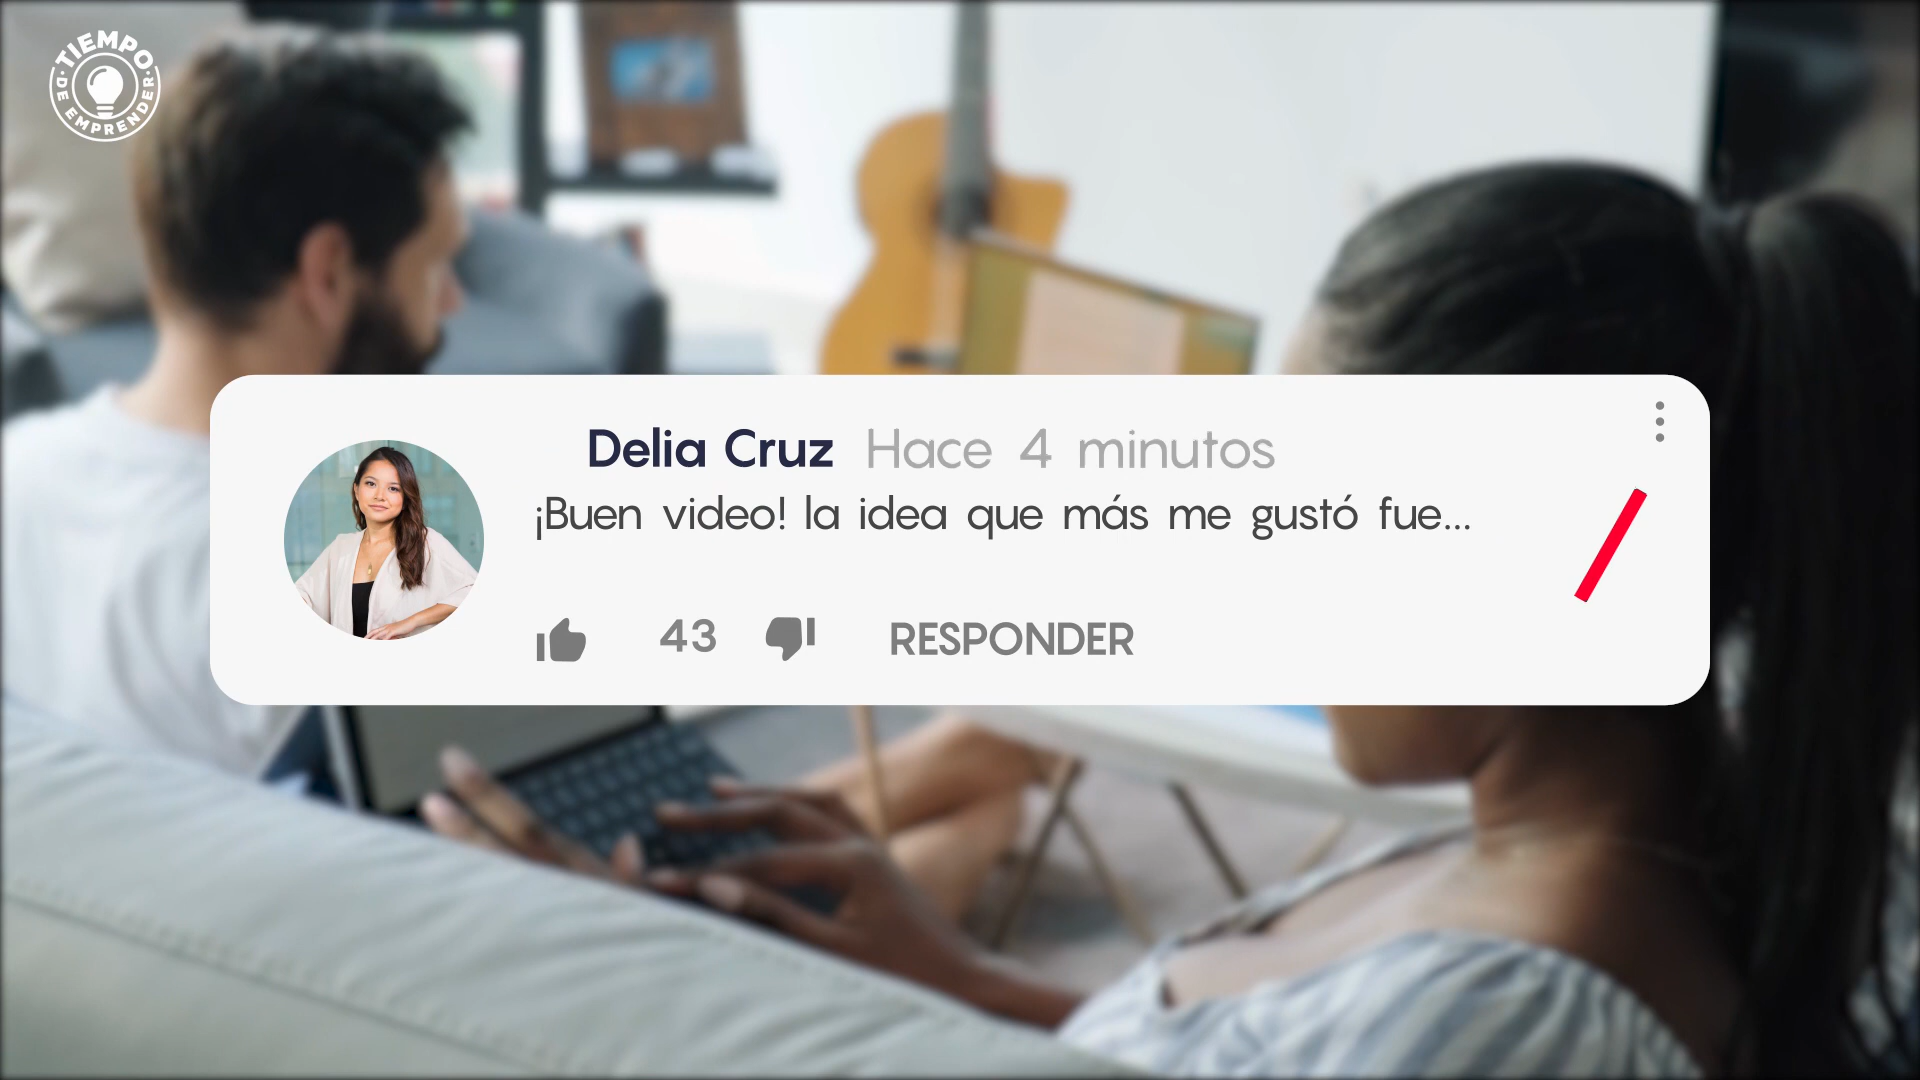 TIEMPO
· DE EMPRENDER ·
Delia Cruz Hace 4 minutos
¡Buen video! la idea que más me gustó fue...
43 RESPONDER